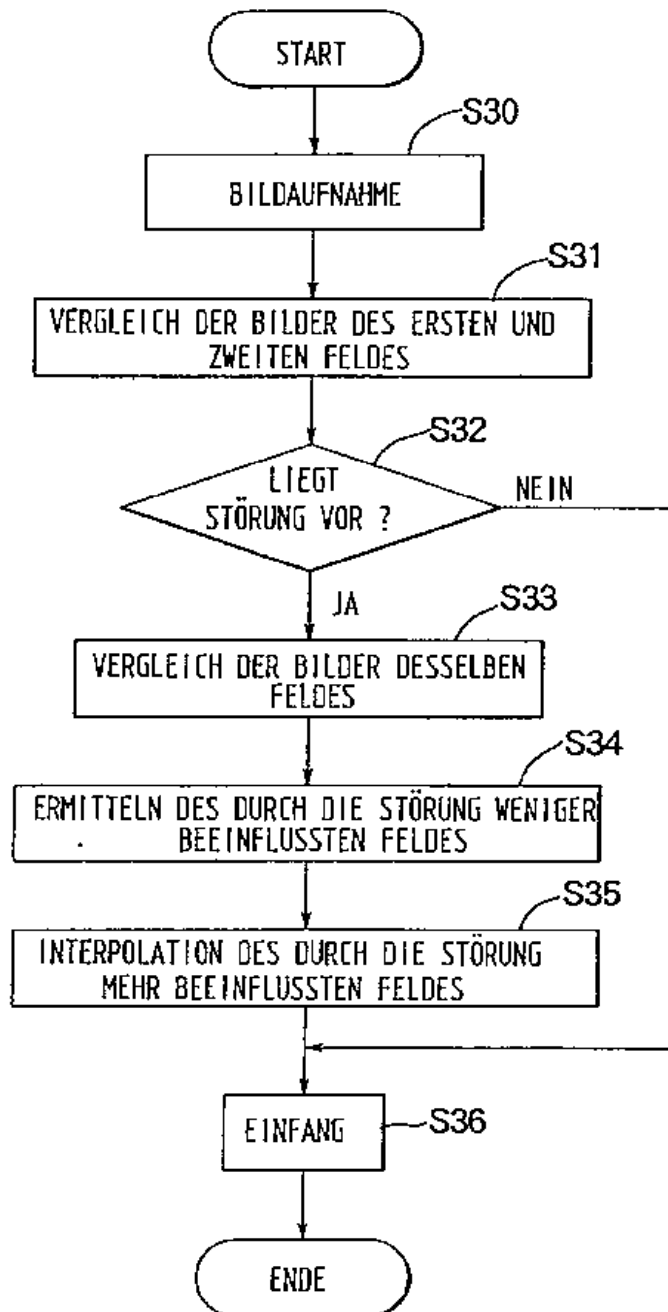 START
S30
BILDAUFNAHME
S31
VERGLEICH DER BILDER DES ERSTEN UND
ZWEITEN FELDES
S32
LIEGT
STÖRUNG VOR ?
NEIN
JA
S33
VERGLEICH DER BILDER DESSELBEN
FELDES
S34
ERMITTELN DES DURCH DIE STÖRUNG WENIGER
BEEINFLUSSTEN FELDES
S35
INTERPOLATION DES DURCH DIE STÖRUNG
MEHR BEEINFLUSSTEN FELDES
EINFANG
S36
ENDE